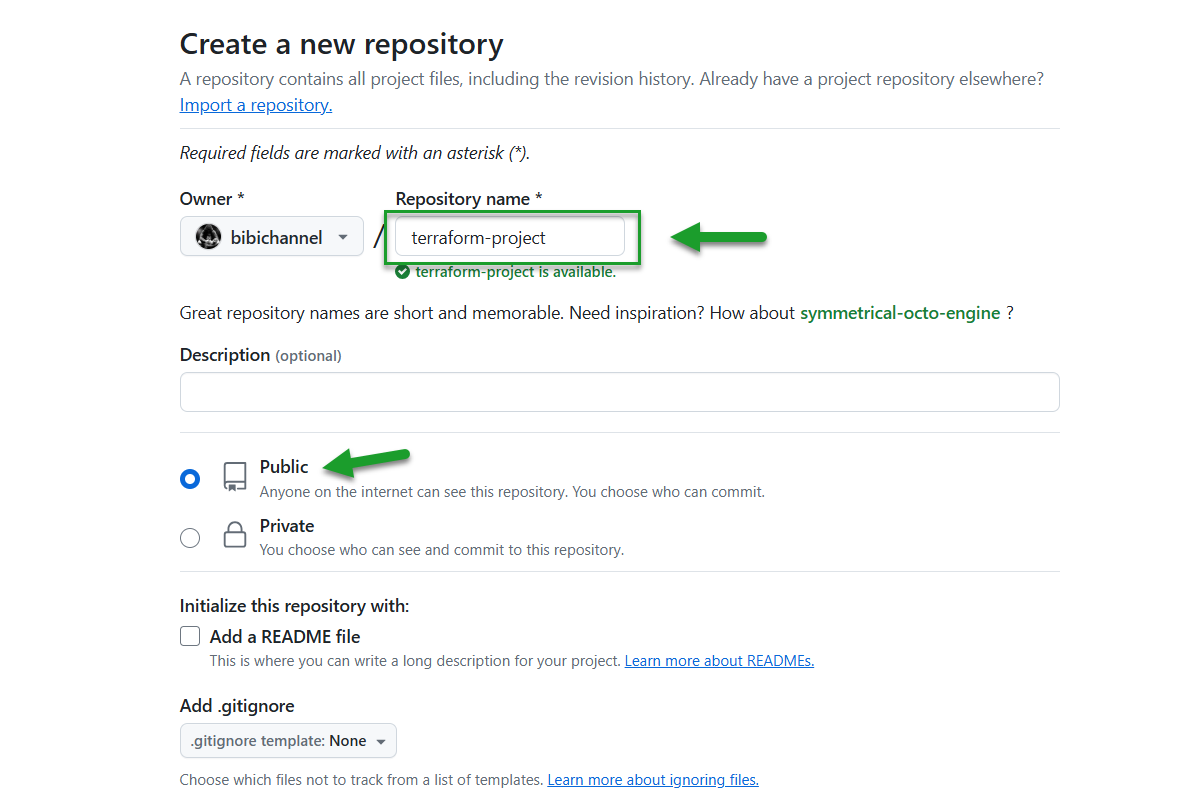 Create a new repository
A repository contains all project files, including the revision history. Already have a project repository elsewhere?
Import a repository.
Required fields are marked with an asterisk (*).
Owner *
Repository name *
bibichannel
/
terraform-project
terraform-project is available.
Great repository names are short and memorable. Need inspiration? How about symmetrical-octo-engine ?
Description (optional)
Public
Anyone on the internet can see this repository. You choose who can commit.
Private
You choose who can see and commit to this repository.
Initialize this repository with:
Add a README file
This is where you can write a long description for your project. Learn more about READMEs.
Add .gitignore
.gitignore template: None
Choose which files not to track from a list of templates. Learn more about ignoring files.